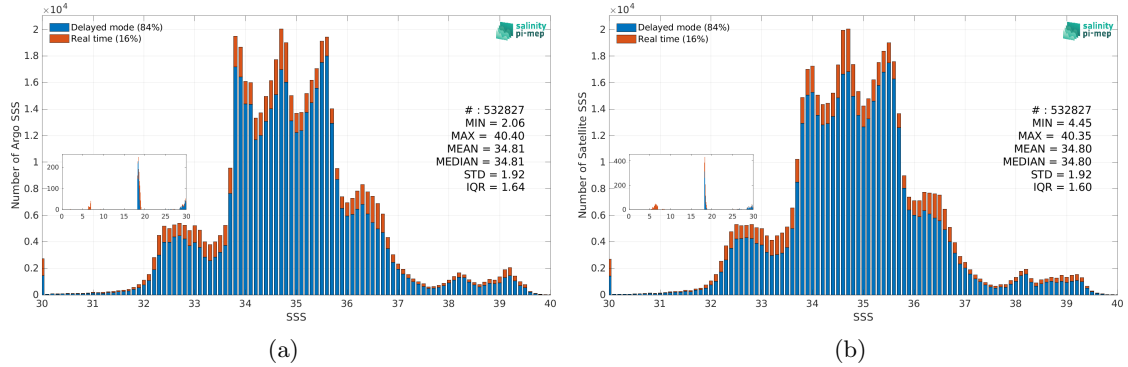 ×10⁴
Delayed mode (84%)
Real time (16%)
salinity
pi-mep
Number of Argo SSS
2
1.8
1.6
1.4
1.2
1
0.8
0.6
0.4
0.2
0
# : 532827
MIN = 2.06
MAX = 40.40
MEAN = 34.81
MEDIAN = 34.81
STD = 1.92
IQR = 1.64
200
100
0
0 5 10 15 20 25 30
30 31 32 33 34 35 36 37 38 39 40
SSS
(a)
×10⁴
Delayed mode (84%)
Real time (16%)
salinity
pi-mep
Number of Satellite SSS
2
1.8
1.6
1.4
1.2
1
0.8
0.6
0.4
0.2
0
# : 532827
MIN = 4.45
MAX = 40.35
MEAN = 34.80
MEDIAN = 34.80
STD = 1.92
IQR = 1.60
400
200
0
0 10 20 30
30 31 32 33 34 35 36 37 38 39 40
SSS
(b)